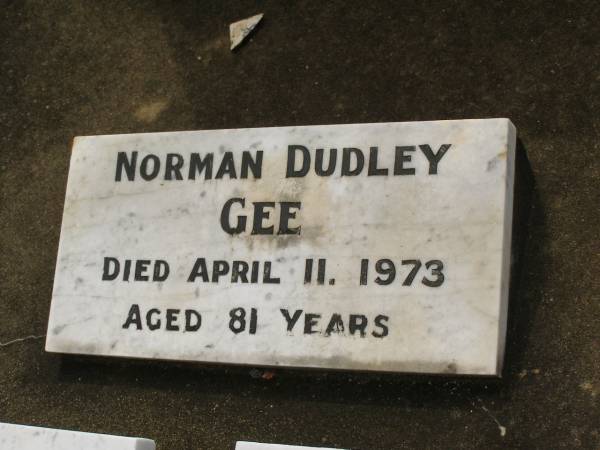 Norman Dudley
Gee
Died April 11. 1973
Aged 81 Years